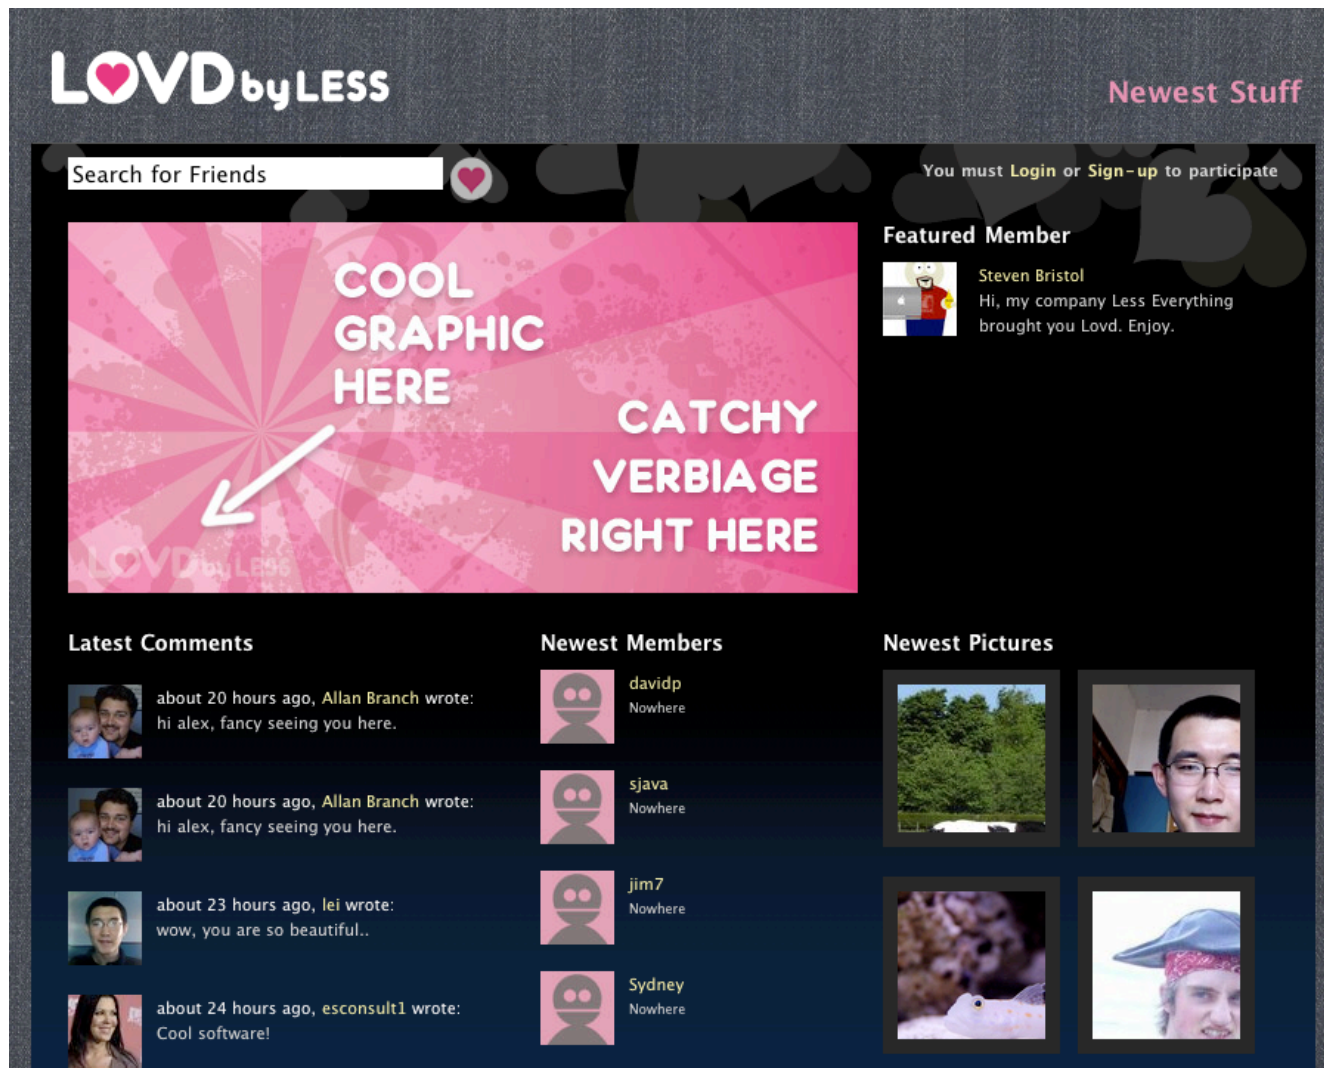 LOVD by LESS
Newest Stuff
Search for Friends
You must Login or Sign-up to participate
COOL
GRAPHIC
HERE
CATCHY
VERBIAGE
RIGHT HERE
LOVD by LESS
Featured Member
Steven Bristol
Hi, my company Less Everything
brought you Lovd. Enjoy.
Latest Comments
about 20 hours ago, Allan Branch wrote:
hi alex, fancy seeing you here.
about 20 hours ago, Allan Branch wrote:
hi alex, fancy seeing you here.
about 23 hours ago, lei wrote:
wow, you are so beautiful..
about 24 hours ago, esconsult1 wrote:
Cool software!
Newest Members
davidp
Nowhere
sjava
Nowhere
jim7
Nowhere
Sydney
Nowhere
Newest Pictures